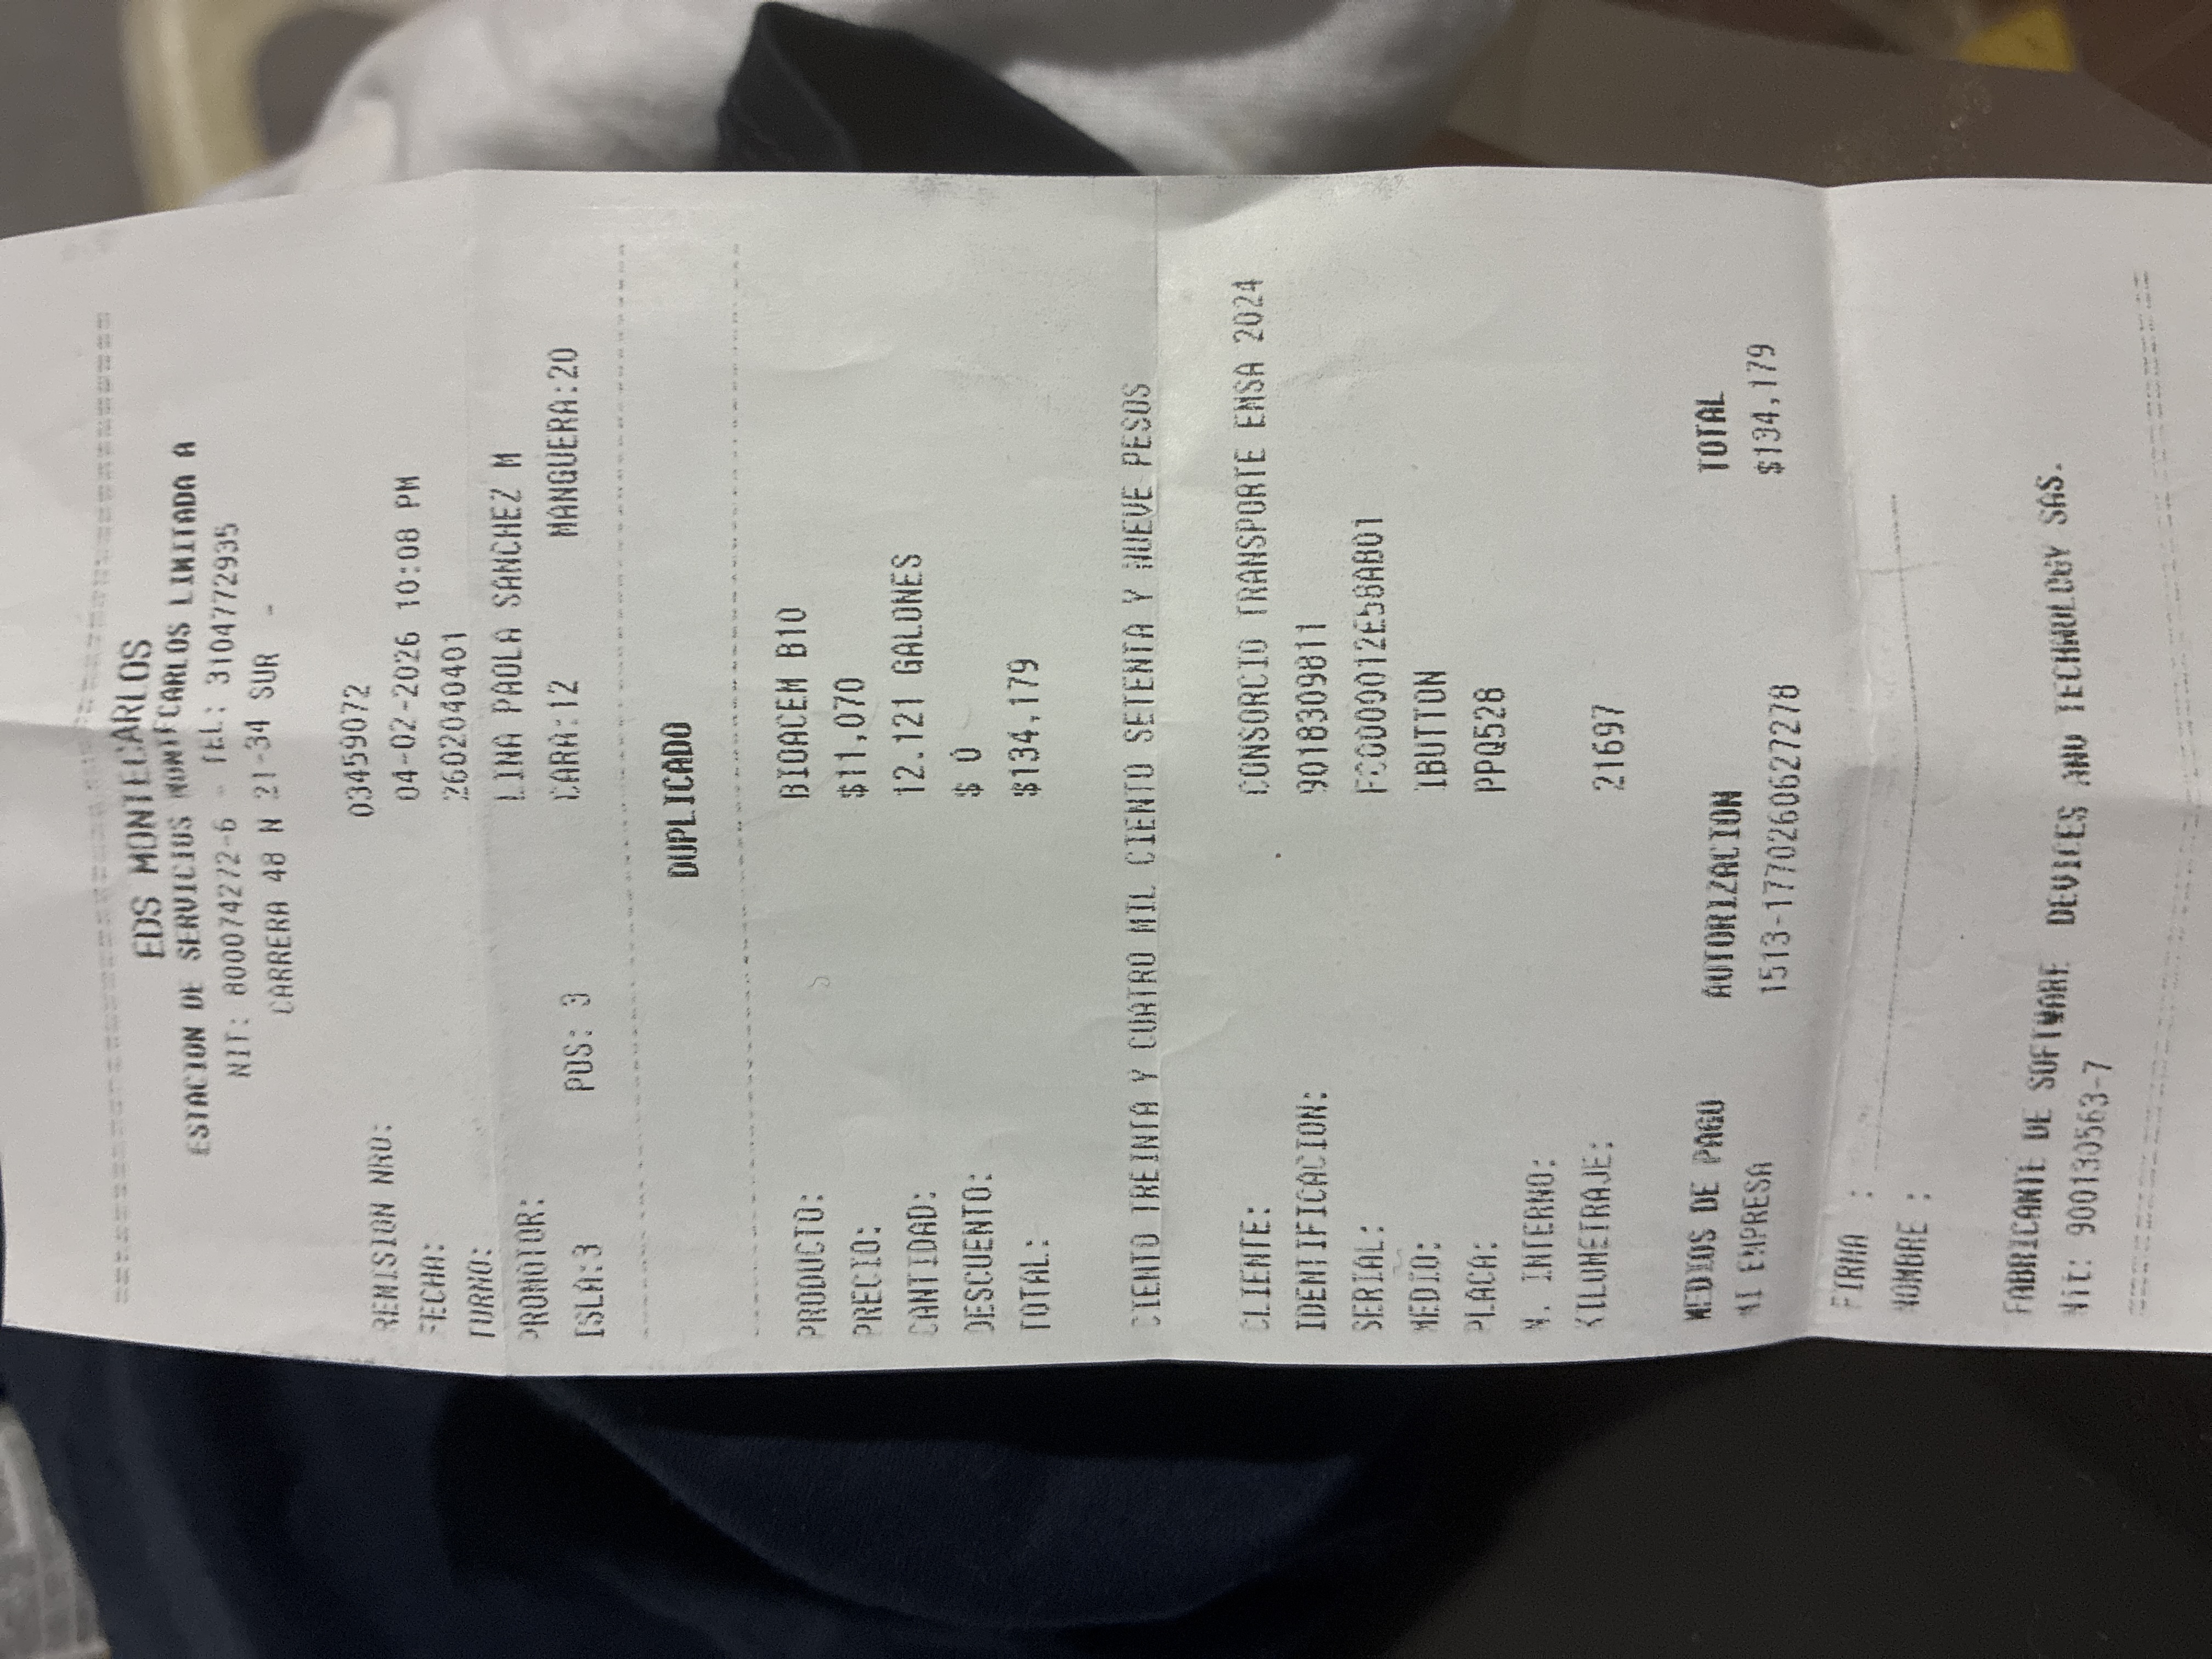 EDS MONTECARLOS
ESTACION DE SERVICIOS MONTECARLOS LIMITADA A
NIT: 800074272-6 - TEL: 3104772935
CARRERA 48 N 21-34 SUR -
REMISION NRO: 03459072
FECHA: 04-02-2026 10:08 PM
TURNO: 2602040401
PROMOTOR: LINA PAOLA SANCHEZ M
ISLA:3 POS: 3 CARA:12 MANGUERA:20
DUPLICADO
PRODUCTO: BIOACEM B10
PRECIO: $11,070
CANTIDAD: 12.121 GALONES
DESCUENTO: $ 0
TOTAL: $134,179
CIENTO TREINTA Y CUATRO MIL CIENTO SETENTA Y NUEVE PESOS
CLIENTE: CONSORCIO TRANSPORTE ENSA 2024
IDENTIFICACION: 9018309811
SERIAL:
MEDIO: IBUTTON
PLACA: PPQ528
N. INTERNO:
KILOMETRAJE: 21697
MEDIOS DE PAGO AUTORIZACION TOTAL
MI EMPRESA 1513-1770260627278 $134,179
FIRMA :
NOMBRE :
FABRICANTE DE SOFTWARE DEVICES AND TECHNOLOGY SAS.
Nit: 900130563-7